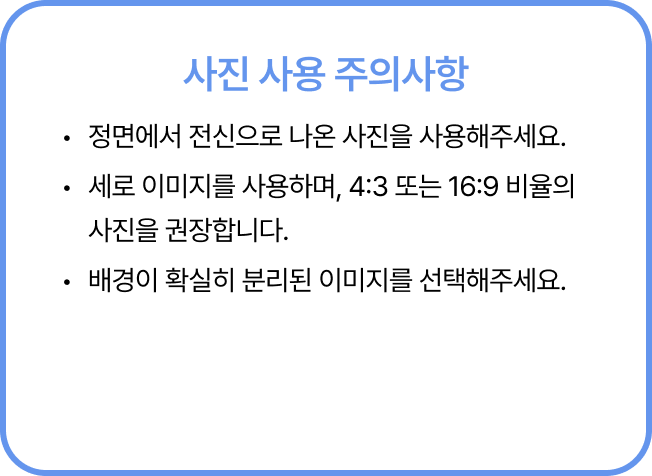 사진 사용 주의사항
• 정면에서 전신으로 나온 사진을 사용해주세요.
• 세로 이미지를 사용하며, 4:3 또는 16:9 비율의
사진을 권장합니다.
• 배경이 확실히 분리된 이미지를 선택해주세요.